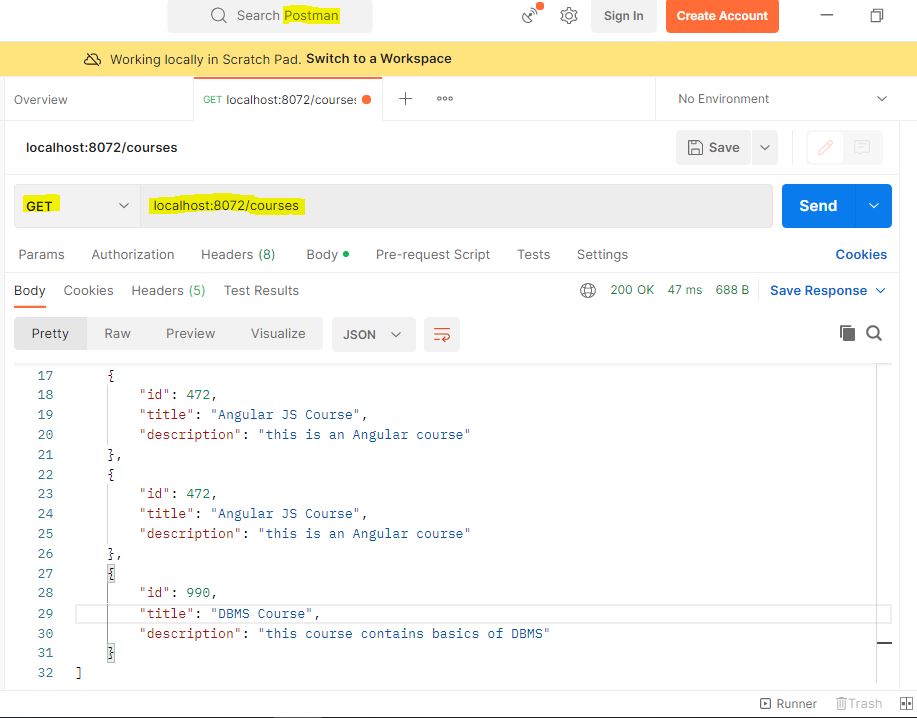 Search Postman
Sign In
Create Account
Working locally in Scratch Pad. Switch to a Workspace
Overview
GET localhost:8072/courses
No Environment
localhost:8072/courses
Save
GET
localhost:8072/courses
Send
Params Authorization Headers (8) Body Pre-request Script Tests Settings Cookies
Body Cookies Headers (5) Test Results 200 OK 47 ms 688 B Save Response
Pretty Raw Preview Visualize JSON
17 {
18 "id": 472,
19 "title": "Angular JS Course",
20 "description": "this is an Angular course"
21 },
22 {
23 "id": 472,
24 "title": "Angular JS Course",
25 "description": "this is an Angular course"
26 },
27 {
28 "id": 990,
29 "title": "DBMS Course",
30 "description": "this course contains basics of DBMS"
31 }
32 ]
Runner Trash